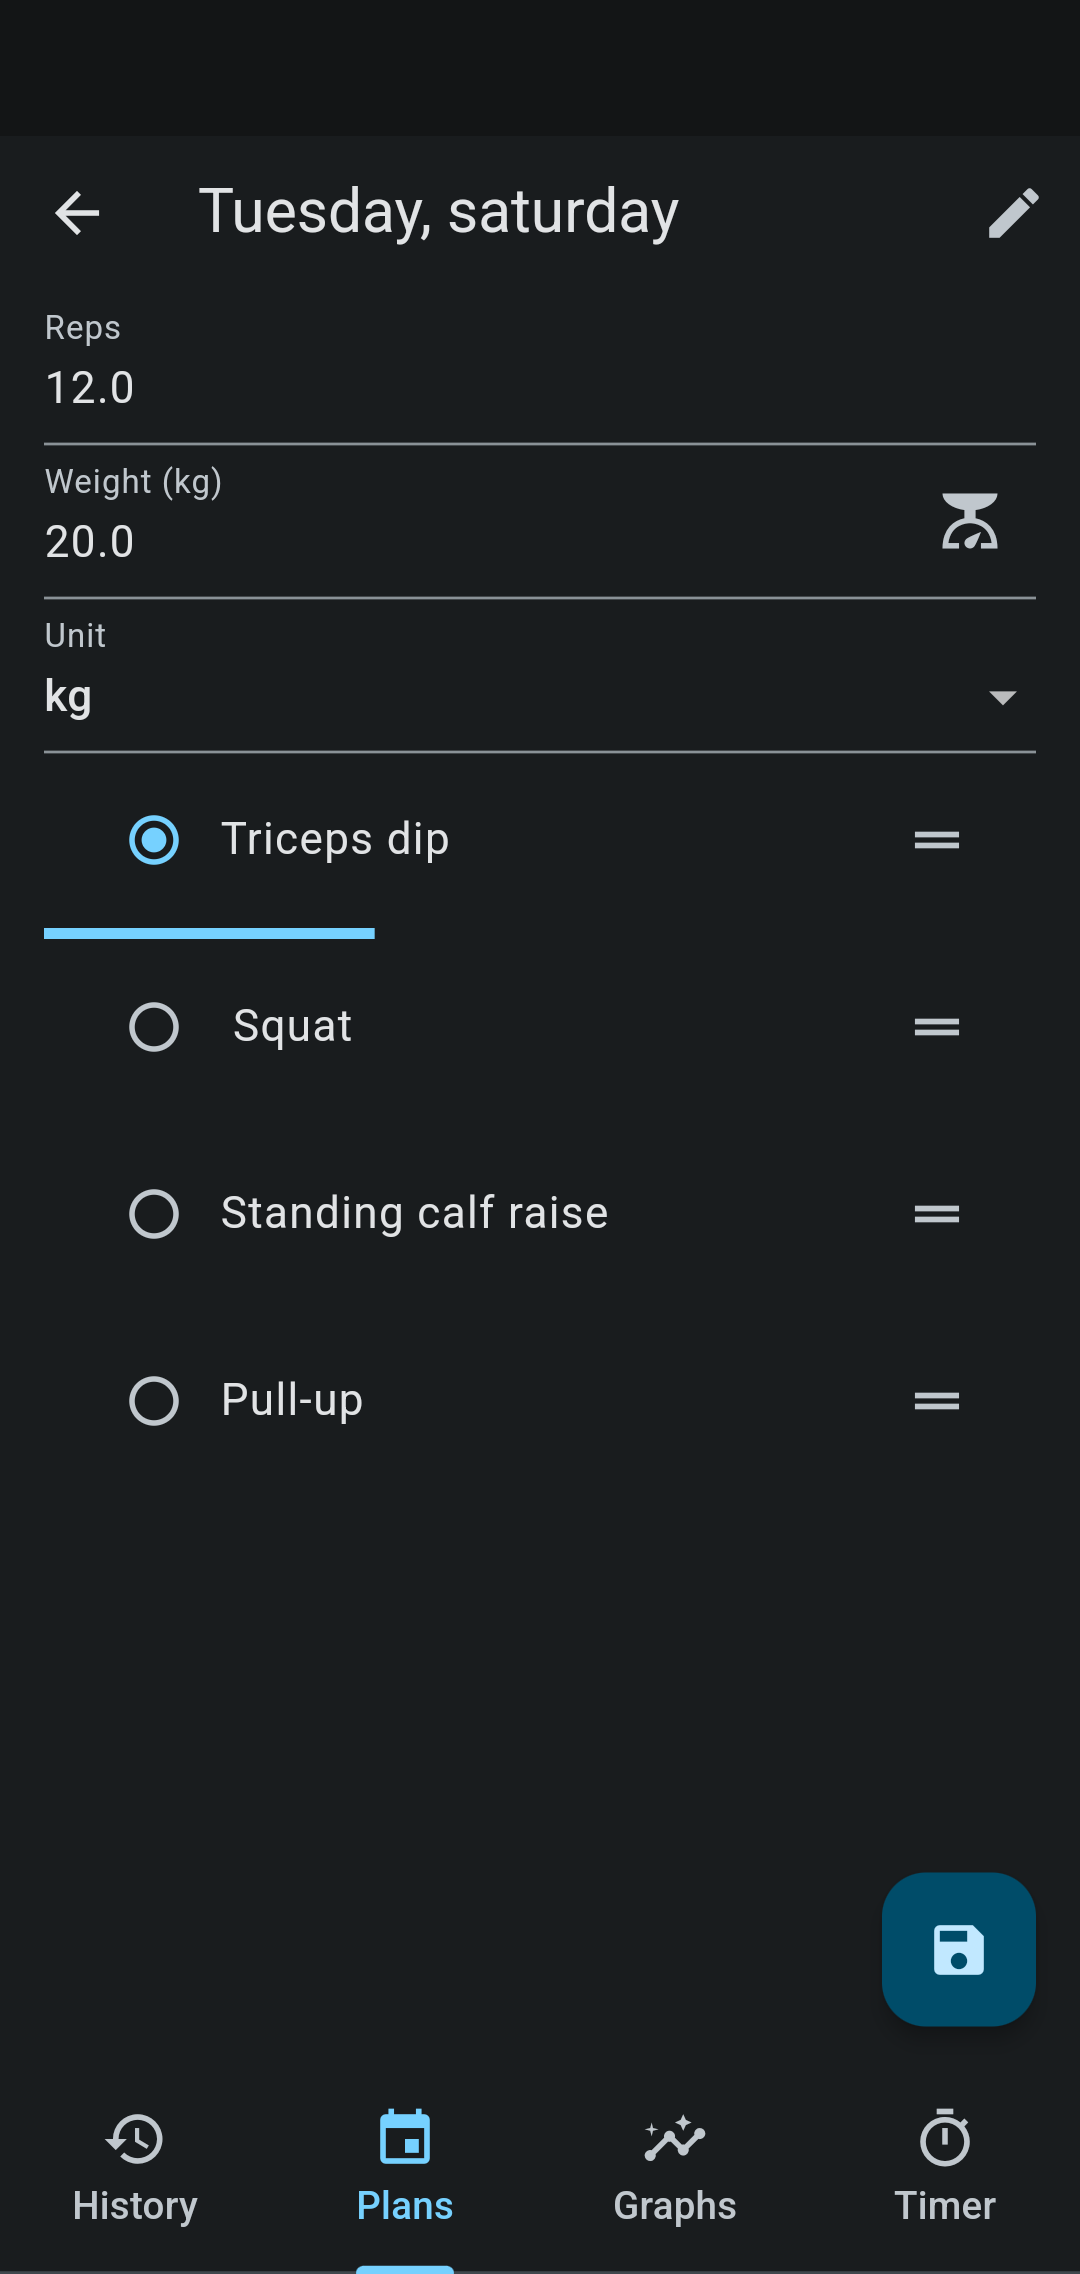 Tuesday, saturday
Reps
12.0
Weight (kg)
20.0
Unit
kg
Triceps dip
Squat
Standing calf raise
Pull-up
History
Plans
Graphs
Timer